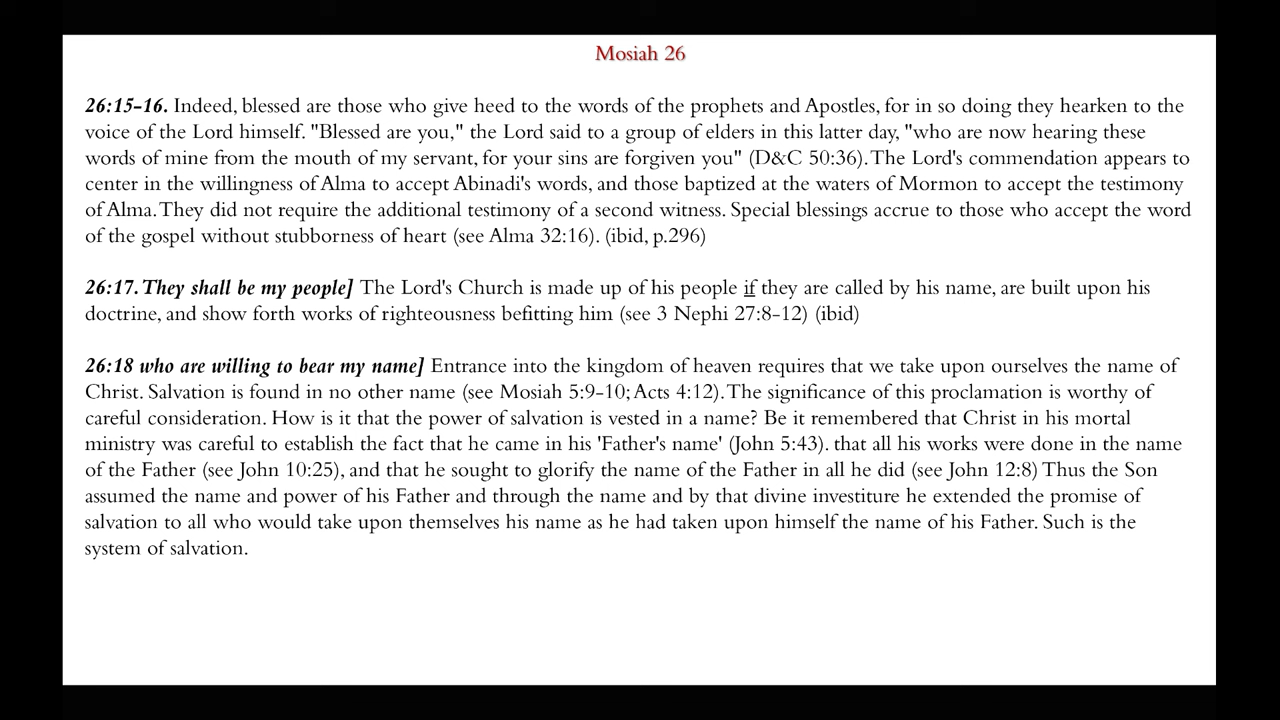 Mosiah 26
26:15-16. Indeed, blessed are those who give heed to the words of the prophets and Apostles, for in so doing they hearken to the
voice of the Lord himself. "Blessed are you," the Lord said to a group of elders in this latter day, "who are now hearing these
words of mine from the mouth of my servant, for your sins are forgiven you" (D&C 50:36). The Lord's commendation appears to
center in the willingness of Alma to accept Abinadi's words, and those baptized at the waters of Mormon to accept the testimony
of Alma. They did not require the additional testimony of a second witness. Special blessings accrue to those who accept the word
of the gospel without stubborness of heart (see Alma 32:16). (ibid, p.296)
26:17. They shall be my people] The Lord's Church is made up of his people if they are called by his name, are built upon his
doctrine, and show forth works of righteousness befitting him (see 3 Nephi 27:8-12) (ibid)
26:18 who are willing to bear my name] Entrance into the kingdom of heaven requires that we take upon ourselves the name of
Christ. Salvation is found in no other name (see Mosiah 5:9-10; Acts 4:12). The significance of this proclamation is worthy of
careful consideration. How is it that the power of salvation is vested in a name? Be it remembered that Christ in his mortal
ministry was careful to establish the fact that he came in his 'Father's name' (John 5:43). that all his works were done in the name
of the Father (see John 10:25), and that he sought to glorify the name of the Father in all he did (see John 12:8) Thus the Son
assumed the name and power of his Father and through the name and by that divine investiture he extended the promise of
salvation to all who would take upon themselves his name as he had taken upon himself the name of his Father. Such is the
system of salvation.